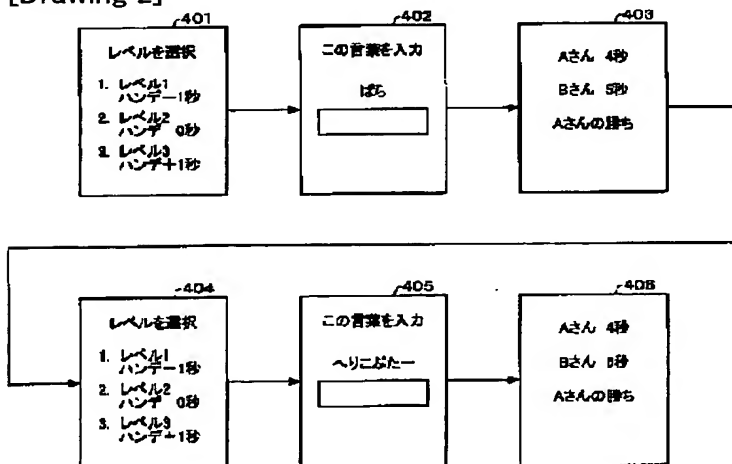 [Drawing 2]
401
402
403
レベルを選択
1. レベル1
ハンデー1秒
2. レベル2
ハンデ 0秒
3. レベル3
ハンデ+1秒
この言葉を入力
ばら
Aさん 4秒
Bさん 5秒
Aさんの勝ち
404
405
406
レベルを選択
1. レベル1
ハンデー1秒
2. レベル2
ハンデ 0秒
3. レベル3
ハンデ+1秒
この言葉を入力
へりこぷたー
Aさん 4秒
Bさん
Aさんの勝ち